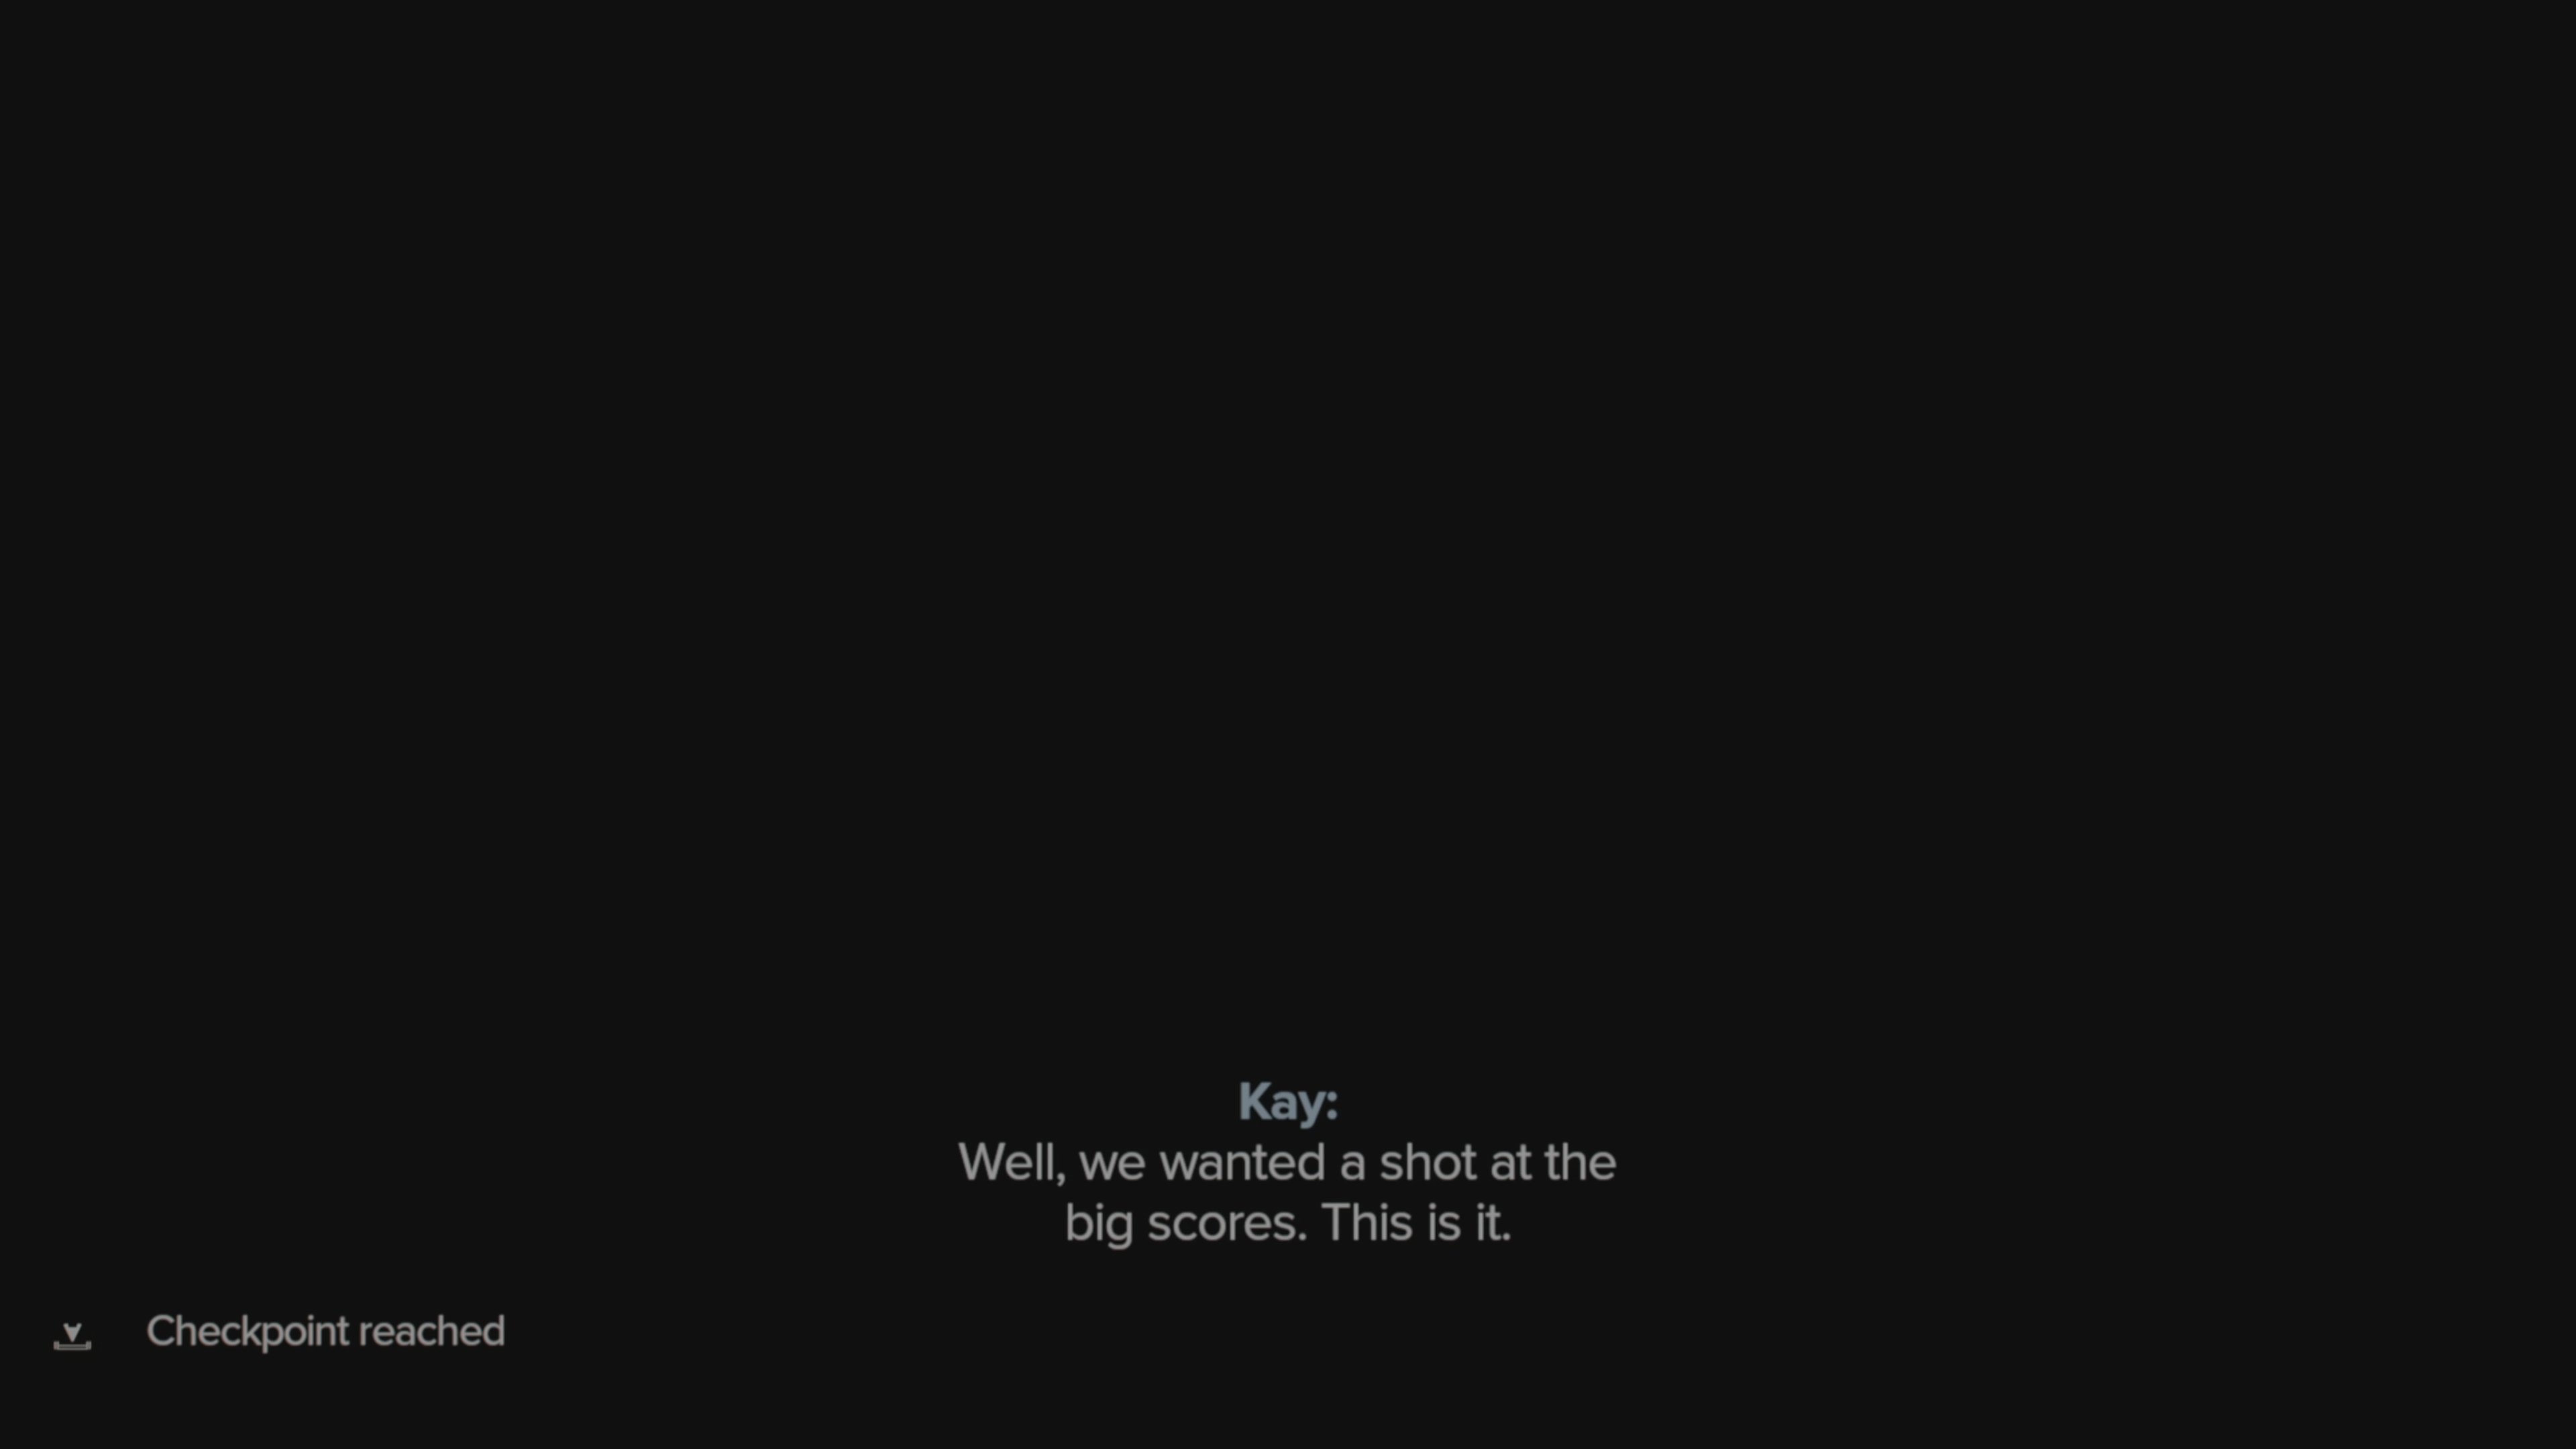 Kay:
Well, we wanted a shot at the
big scores. This is it.
Checkpoint reached